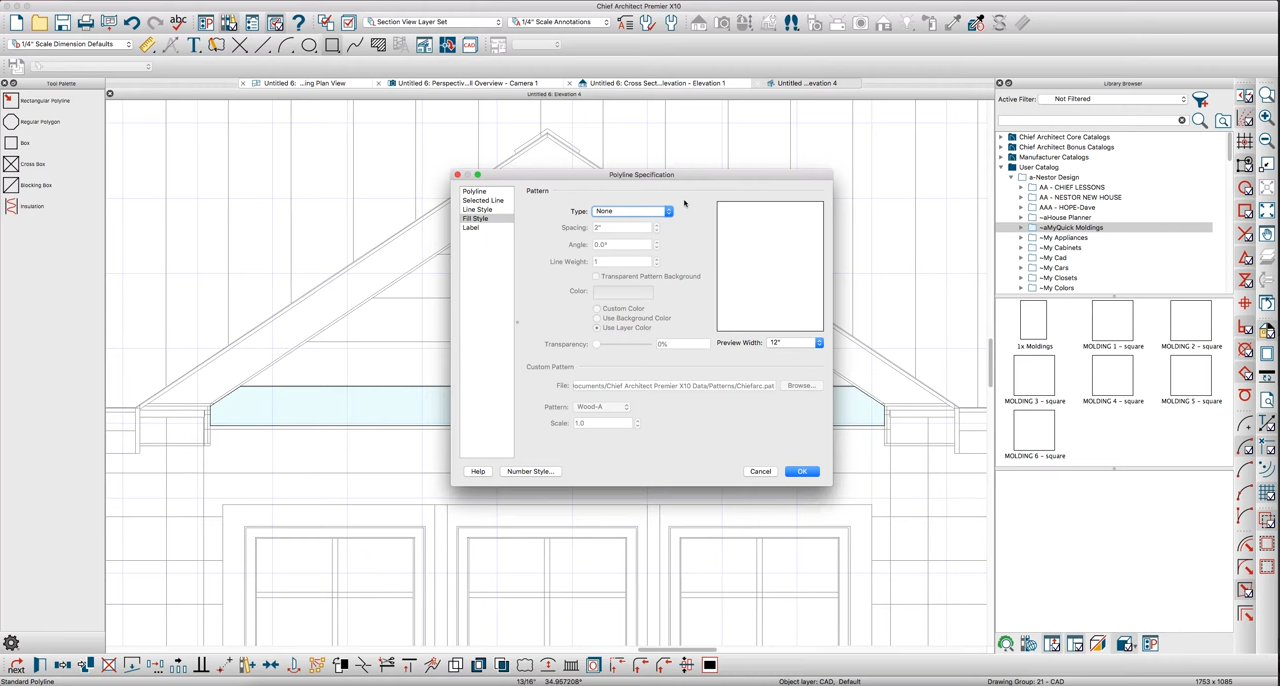 Chief Architect Premier X10
Section View Layer Set
1/4" Scale Annotations
1/4" Scale Dimension Defaults
Tool Palette
Untitled 6: ...ing Plan View
Untitled 6: Perspectiv...ll Overview - Camera 1
Untitled 6: Cross Sect...levation - Elevation 1
Untitled ...evation 4
Library Browser
Untitled 6: Elevation 4
Rectangular Polyline
Regular Polygon
Box
Cross Box
Blocking Box
Insulation
Active Filter:
Not Filtered
Chief Architect Core Catalogs
Chief Architect Bonus Catalogs
Manufacturer Catalogs
User Catalog
a-Nestor Design
AA - CHIEF LESSONS
AA - NESTOR NEW HOUSE
AAA - HOPE-Dave
~aHouse Planner
~aMyQuick Moldings
~My Appliances
~My Cabinets
~My Cad
~My Cars
~My Closets
~My Colors
1x Moldings
MOLDING 1 - square
MOLDING 2 - square
MOLDING 3 - square
MOLDING 4 - square
MOLDING 5 - square
MOLDING 6 - square
Polyline Specification
Polyline
Selected Line
Line Style
Fill Style
Label
Pattern
Type:
None
Spacing:
2"
Angle:
0.0°
Line Weight:
1
Transparent Pattern Background
Color:
Custom Color
Use Background Color
Use Layer Color
Transparency:
0%
Preview Width:
12"
Custom Pattern
File:
ocuments/Chief Architect Premier X10 Data/Patterns/Chiefarc.pat
Browse...
Pattern:
Wood-A
Scale:
1.0
Help
Number Style...
Cancel
OK
next
CAD
Standard Polyline
13/16"
34.957208°
Object layer: CAD, Default
Drawing Group: 21 - CAD
1753 x 1085